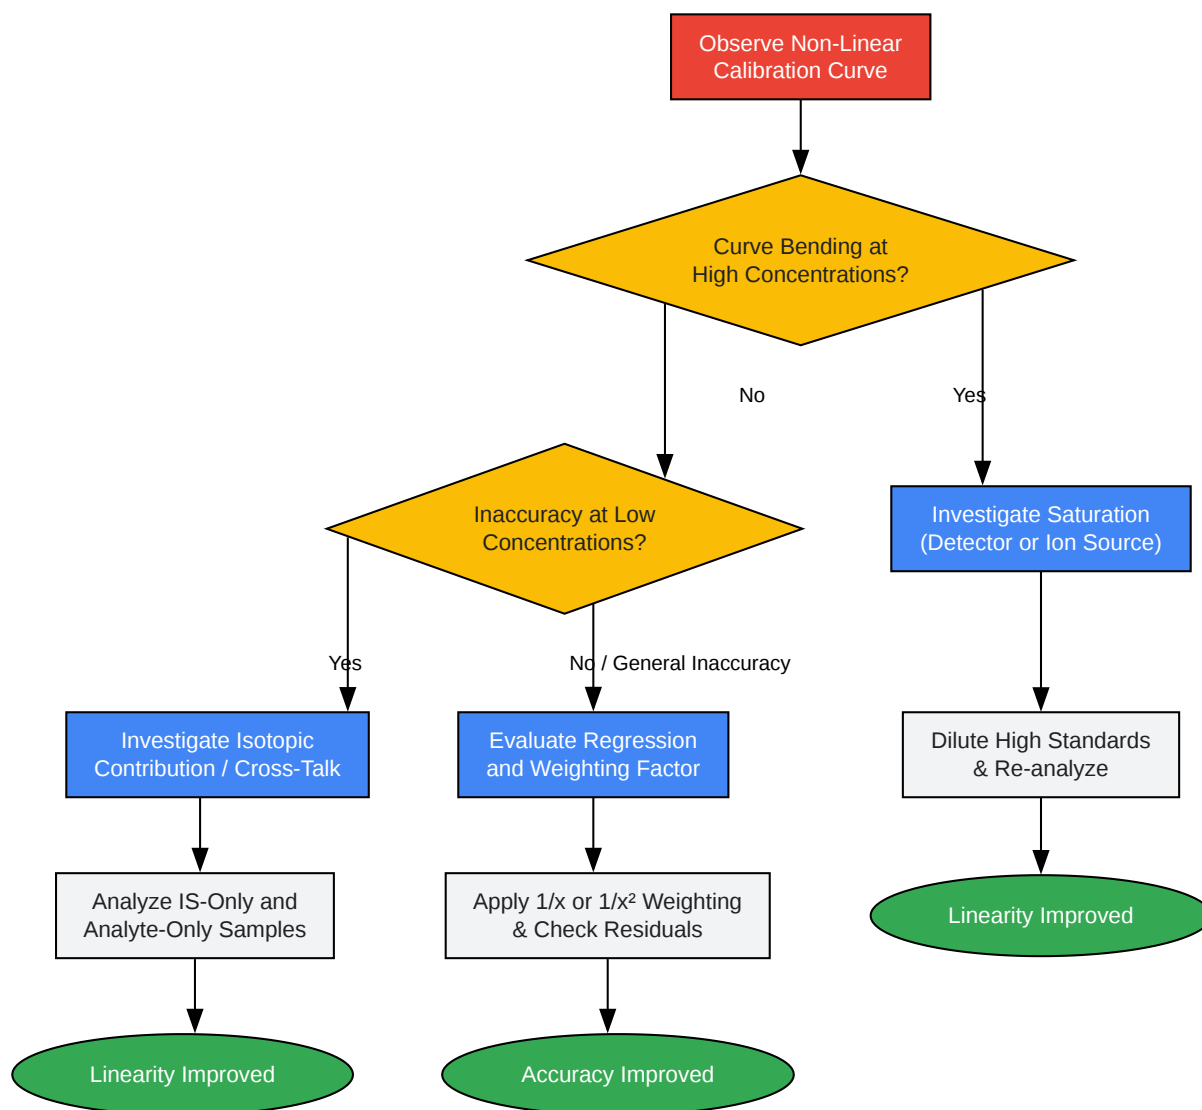 Observe Non-Linear
Calibration Curve
Curve Bending at
High Concentrations?
No
Yes
Inaccuracy at Low
Concentrations?
Investigate Saturation
(Detector or Ion Source)
Yes
No / General Inaccuracy
Investigate Isotopic
Contribution / Cross-Talk
Evaluate Regression
and Weighting Factor
Dilute High Standards
& Re-analyze
Analyze IS-Only and
Analyte-Only Samples
Apply 1/x or 1/x² Weighting
& Check Residuals
Linearity Improved
Linearity Improved
Accuracy Improved